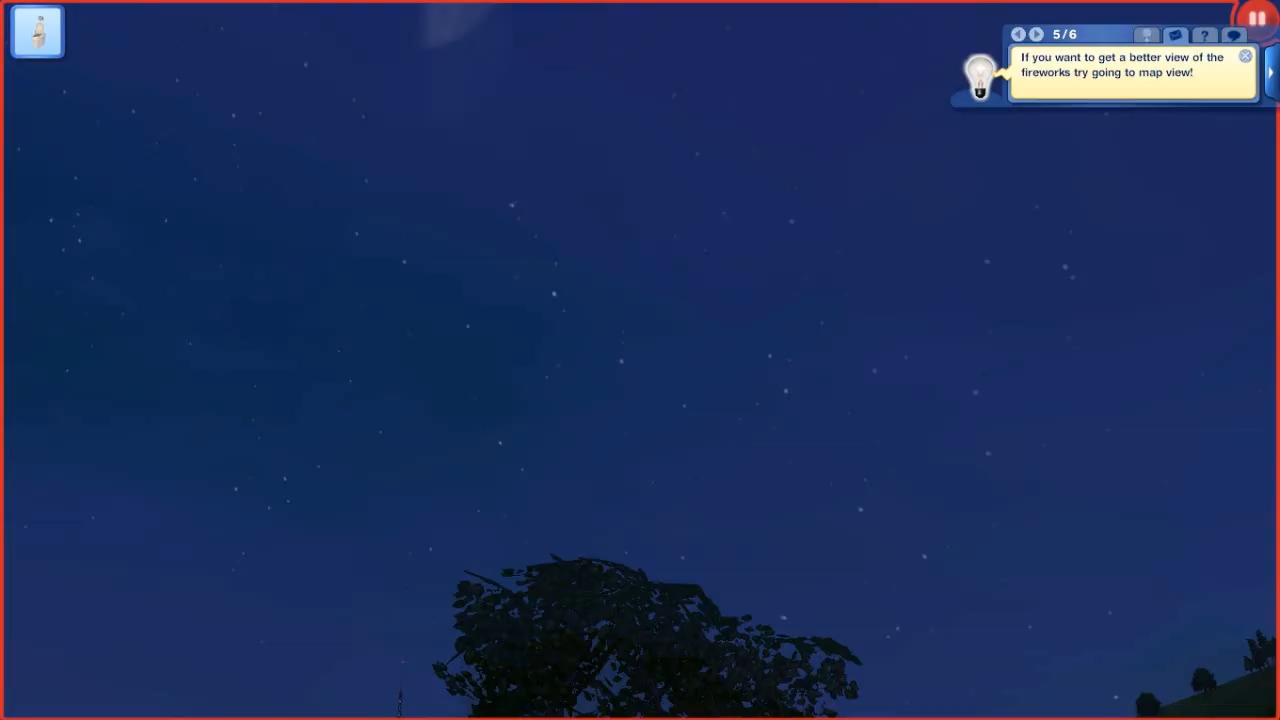 5/6
?
If you want to get a better view of the
fireworks try going to map view!